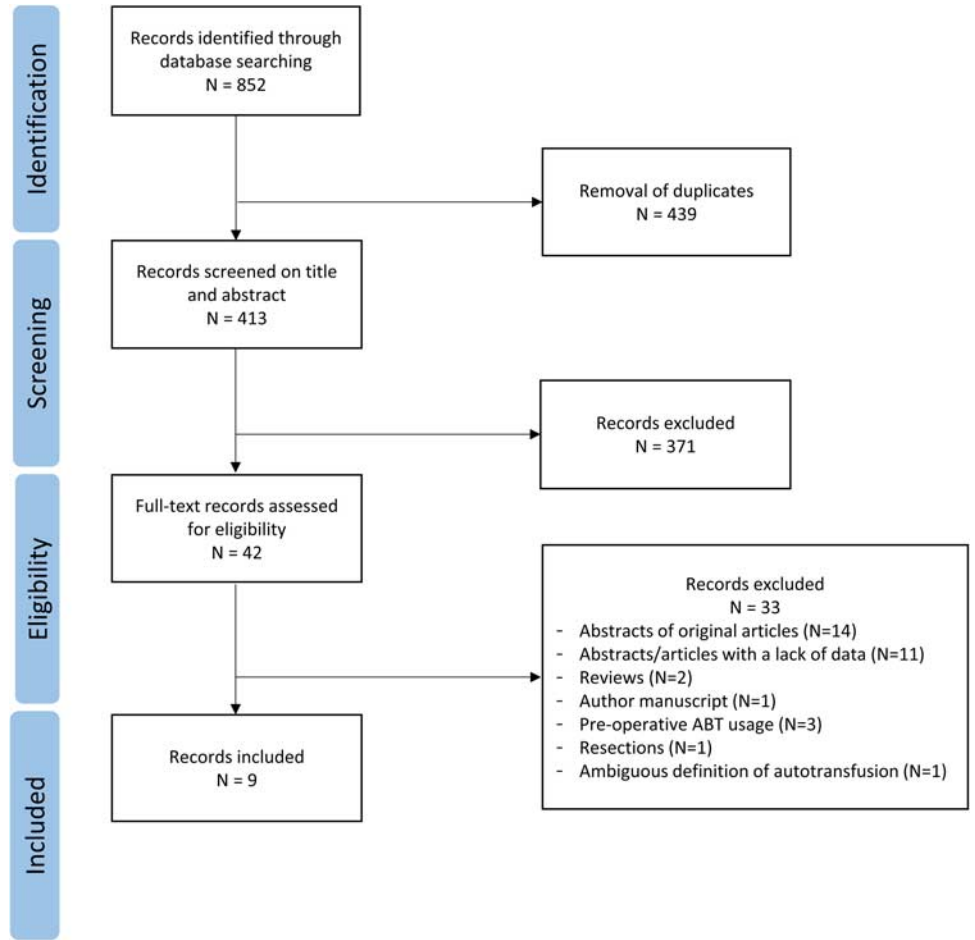 Identification
Records identified through
database searching
N = 852
Removal of duplicates
N = 439
Screening
Records screened on title
and abstract
N = 413
Records excluded
N = 371
Eligibility
Full-text records assessed
for eligibility
N = 42
Records excluded
N = 33
- Abstracts of original articles (N=14)
- Abstracts/articles with a lack of data (N=11)
- Reviews (N=2)
- Author manuscript (N=1)
- Pre-operative ABT usage (N=3)
- Resections (N=1)
- Ambiguous definition of autotransfusion (N=1)
Included
Records included
N = 9